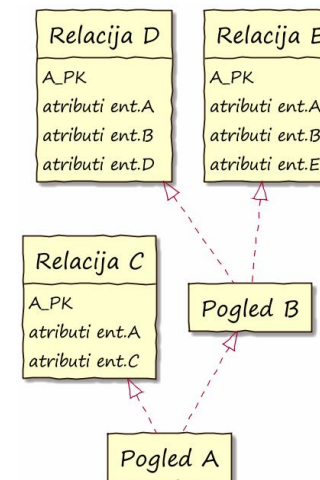 Relacija D
A_PK
atributi ent.A
atributi ent.B
atributi ent.D
Relacija E
A_PK
atributi ent.A
atributi ent.B
atributi ent.E
Relacija C
A_PK
atributi ent.A
atributi ent.C
Pogled B
Pogled A